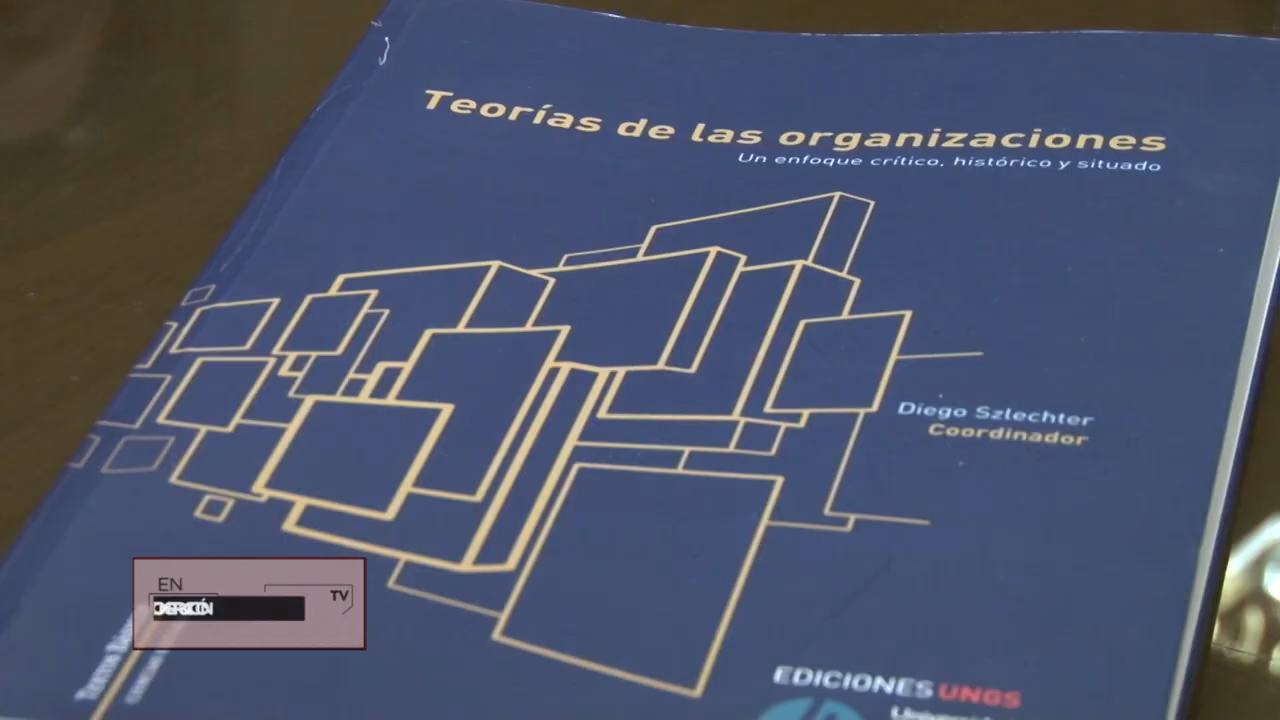 Teorías de las organizaciones
Un enfoque crítico, histórico y situado
Diego Szlechter
Coordinador
EN
TV
EDICIONES UNGS